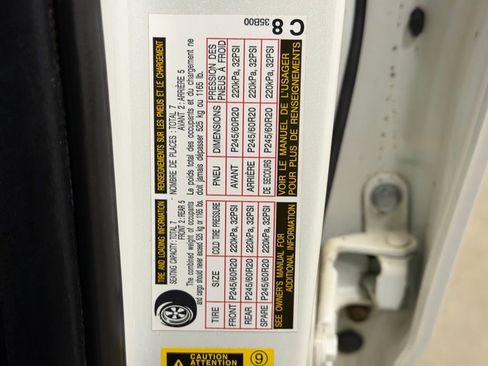 TIRE AND LOADING INFORMATION
SEATING CAPACITY: TOTAL 7
FRONT 2: REAR 5
The combined weight of occupants
and cargo should never exceed 525 kg or 1165 lbs.
TIRE SIZE COLD TIRE PRESSURE
FRONT P245/60R20 220kPa, 32PSI
REAR P245/60R20 220kPa, 32PSI
SPARE P245/60R20 220kPa, 32PSI
SEE OWNER'S MANUAL FOR
ADDITIONAL INFORMATION
RENSEIGNEMENTS SUR LES PNEUS ET LE CHARGEMENT
NOMBRE DE PLACES : TOTAL 7
AVANT 2: ARRIÈRE 5
Le poids total des occupants et du chargement ne
doit jamais dépasser 525 kg ou 1165 lb.
PNEU DIMENSIONS PRESSION DES
PNEUS A FROID
AVANT P245/60R20 220kPa, 32PSI
ARRIÈRE P245/60R20 220kPa, 32PSI
DE SECOURS P245/60R20 220kPa, 32PSI
VOIR LE MANUEL DE L'USAGER
POUR PLUS DE RENSEIGNEMENTS
C 8
35B00
CAUTION
ATTENTION
9